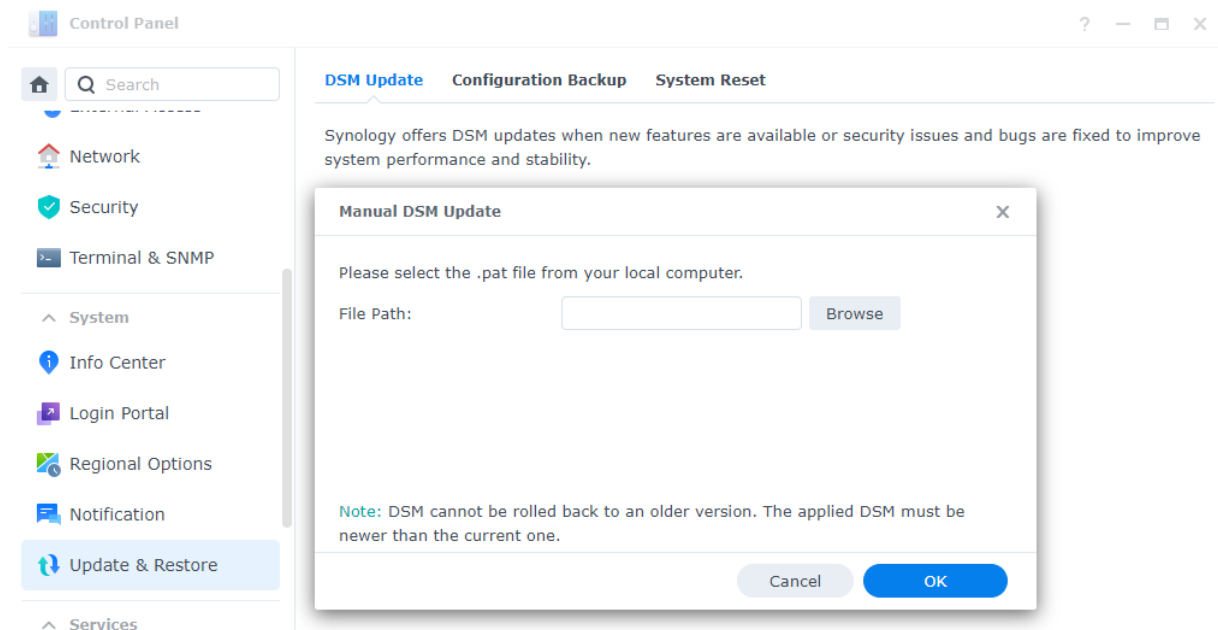 Control Panel
?
Search
Network
Security
Terminal & SNMP
System
Info Center
Login Portal
Regional Options
Notification
Update & Restore
Services
DSM Update Configuration Backup System Reset
Synology offers DSM updates when new features are available or security issues and bugs are fixed to improve
system performance and stability.
Manual DSM Update
Please select the .pat file from your local computer.
File Path: Browse
Note: DSM cannot be rolled back to an older version. The applied DSM must be
newer than the current one.
Cancel OK